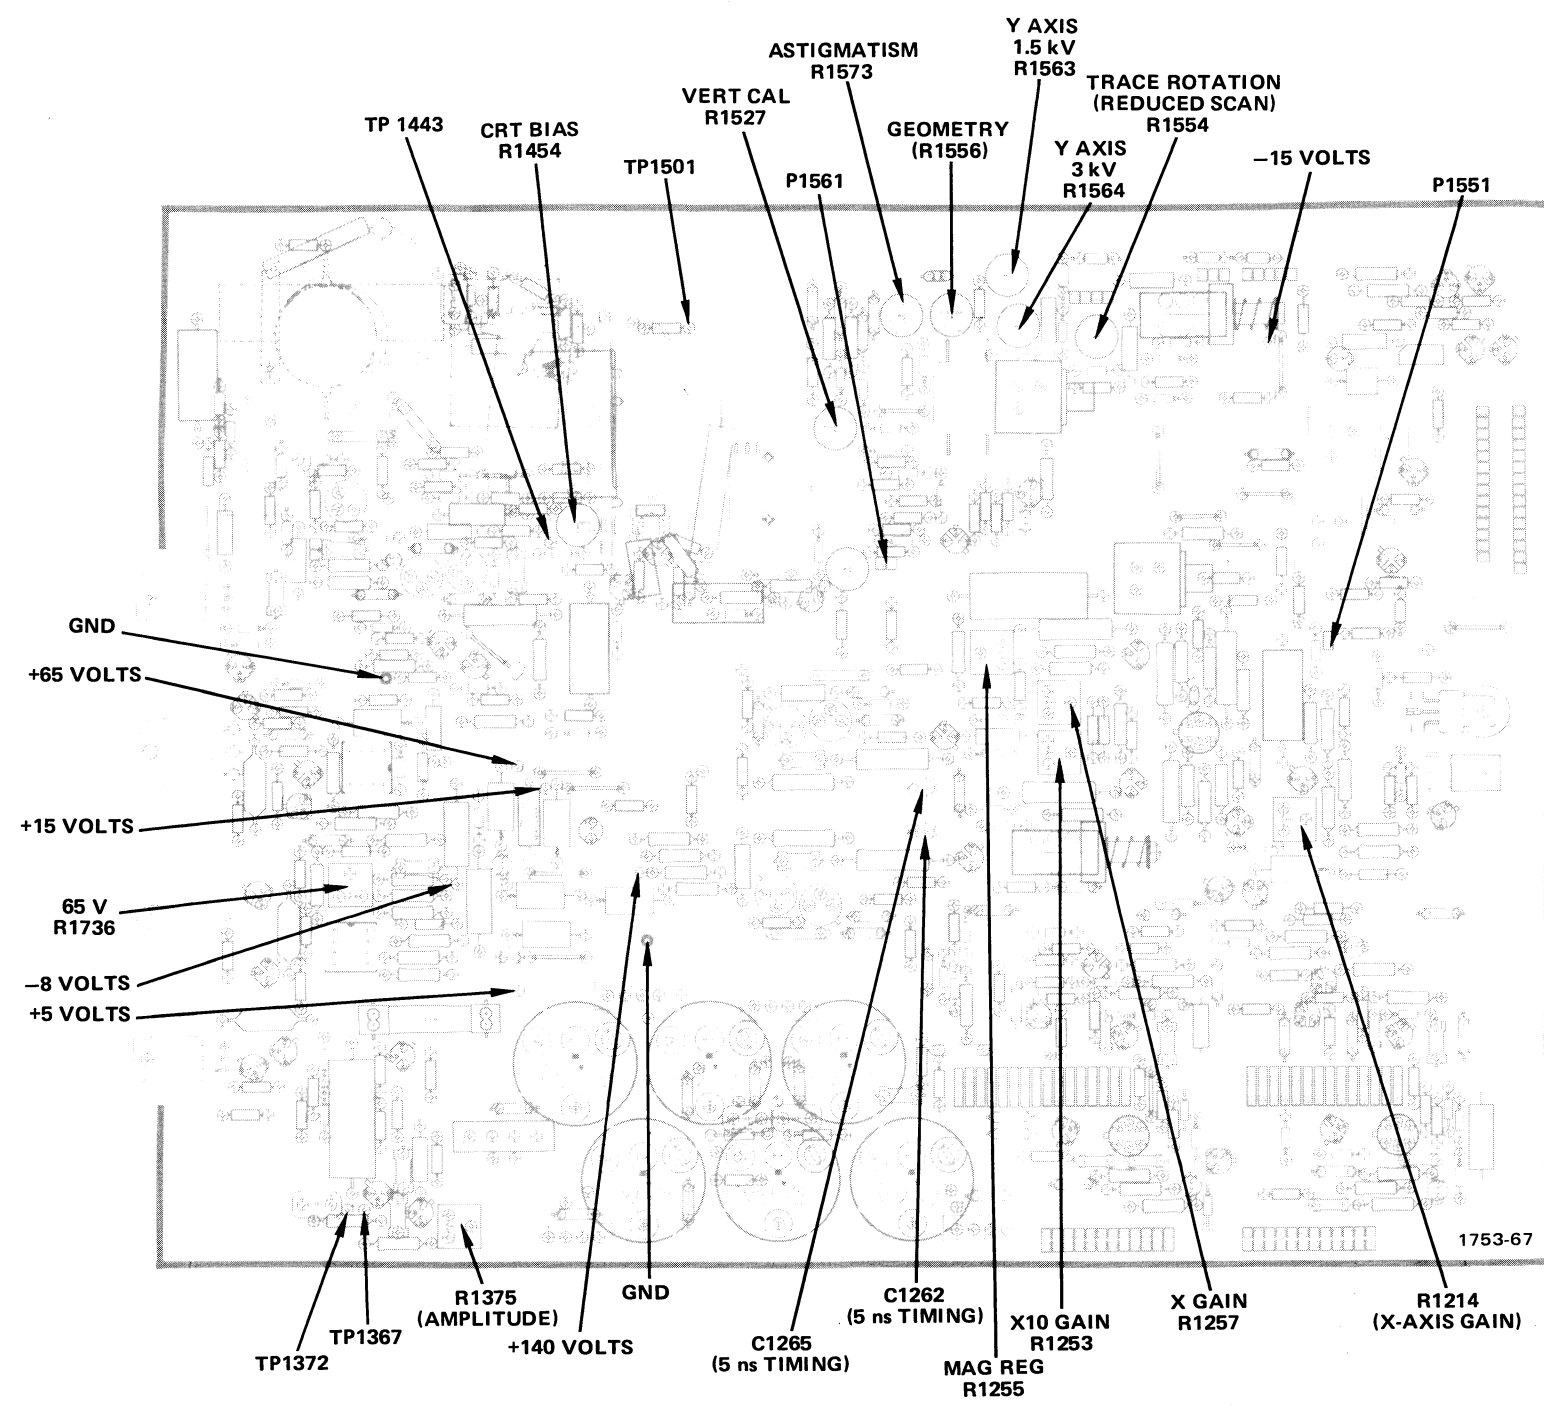 Y AXIS
1.5 kV
R1563
ASTIGMATISM
R1573
TRACE ROTATION
(REDUCED SCAN)
R1554
VERT CAL
R1527
TP 1443
CRT BIAS
R1454
GEOMETRY
(R1556)
Y AXIS
3 kV
R1564
TP1501
P1561
–15 VOLTS
P1551
GND
+65 VOLTS
+15 VOLTS
65 V
R1736
–8 VOLTS
+5 VOLTS
1753-67
R1375
(AMPLITUDE)
GND
C1262
(5 ns TIMING)
X GAIN
R1257
R1214
(X-AXIS GAIN)
TP1372
TP1367
+140 VOLTS
C1265
(5 ns TIMING)
X10 GAIN
R1253
MAG REG
R1255